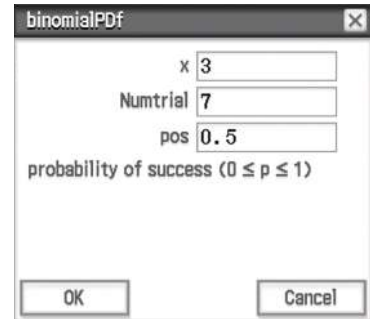 binomialPDf
x 3
Numtrial 7
pos 0.5
probability of success (0 ≤ p ≤ 1)
OK Cancel